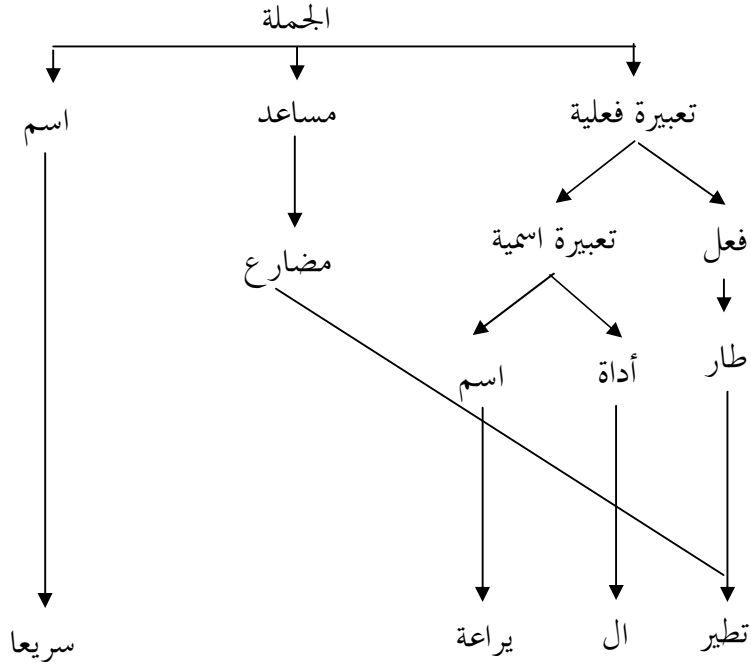 الجملة
تعبيرة فعلية مساعد اسم
فعل تعبيرة اسمية مضارع
طار أداة اسم
تطير ال يراعة سريعا